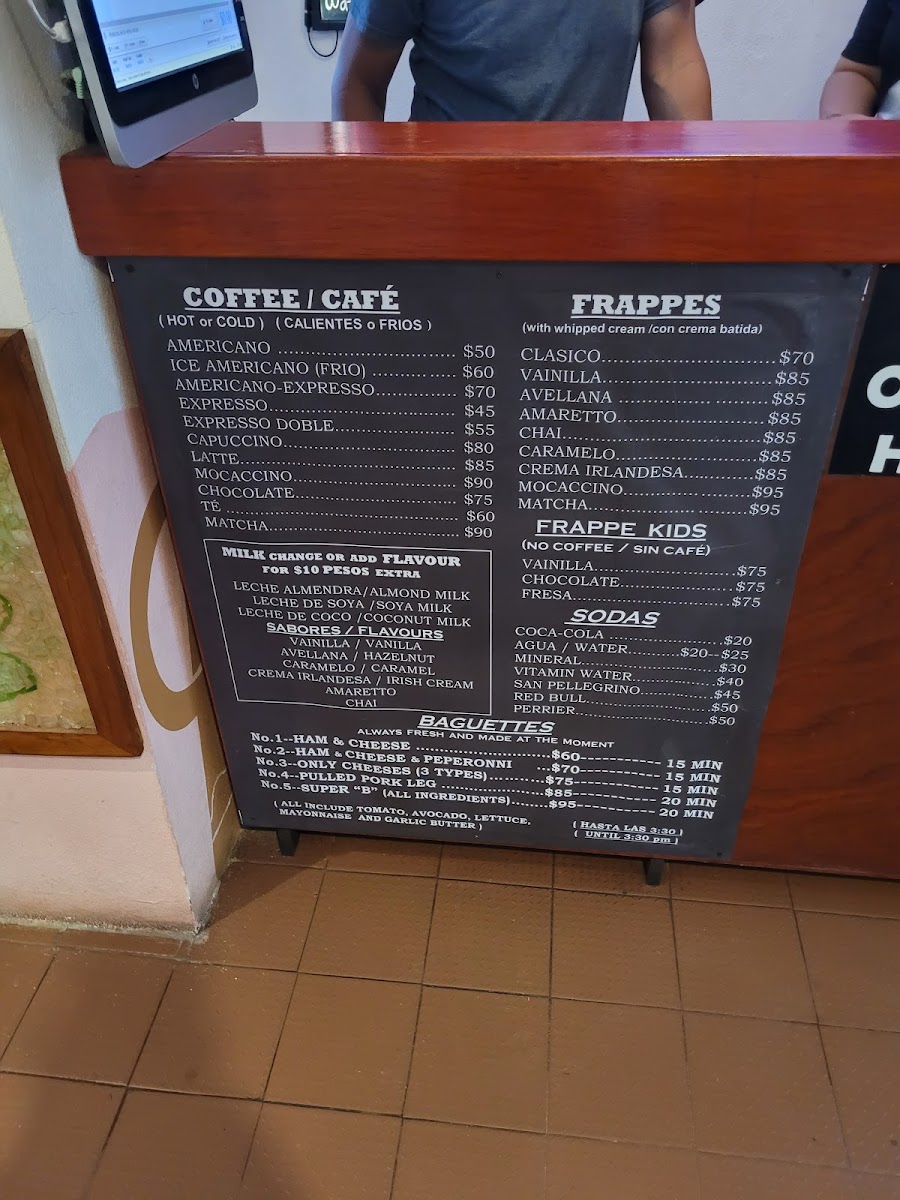 COFFEE / CAFÉ
( HOT or COLD ) ( CALIENTES o FRIOS )
AMERICANO ................................. $50
ICE AMERICANO (FRIO) ................ $60
AMERICANO-EXPRESSO................ $70
EXPRESSO..................................... $45
EXPRESSO DOBLE........................ $55
CAPUCCINO................................... $80
LATTE............................................ $85
MOCACCINO.................................. $90
CHOCOLATE.................................. $75
TÉ ................................................. $60
MATCHA........................................ $90
MILK CHANGE OR ADD FLAVOUR
FOR $10 PESOS EXTRA
LECHE ALMENDRA/ALMOND MILK
LECHE DE SOYA /SOYA MILK
LECHE DE COCO /COCONUT MILK
SABORES / FLAVOURS
VAINILLA / VANILLA
AVELLANA / HAZELNUT
CARAMELO / CARAMEL
CREMA IRLANDESA / IRISH CREAM
AMARETTO
CHAI
FRAPPES
(with whipped cream /con crema batida)
CLASICO.................................$70
VAINILLA.................................$85
AVELLANA ..............................$85
AMARETTO..............................$85
CHAI.........................................$85
CARAMELO..............................$85
CREMA IRLANDESA................$85
MOCACCINO............................$95
MATCHA...................................$95
FRAPPE KIDS
(NO COFFEE / SIN CAFÉ)
VAINILLA..........................$75
CHOCOLATE.....................$75
FRESA...............................$75
SODAS
COCA-COLA ......................$20
AGUA / WATER..........$20--$25
MINERAL...........................$30
VITAMIN WATER................$40
SAN PELLEGRINO..............$45
RED BULL..........................$50
PERRIER............................$50
BAGUETTES
ALWAYS FRESH AND MADE AT THE MOMENT
No.1--HAM & CHEESE ........................$60------------ 15 MIN
No.2--HAM & CHEESE & PEPERONNI ......$70------------ 15 MIN
No.3--ONLY CHEESES (3 TYPES)..........$75------------ 15 MIN
No.4--PULLED PORK LEG ..................$85------------ 20 MIN
No.5--SUPER "B" (ALL INGREDIENTS).......$95------------ 20 MIN
( ALL INCLUDE TOMATO, AVOCADO, LETTUCE,
MAYONNAISE AND GARLIC BUTTER )
( HASTA LAS 3:30 )
( UNTIL 3:30 pm )